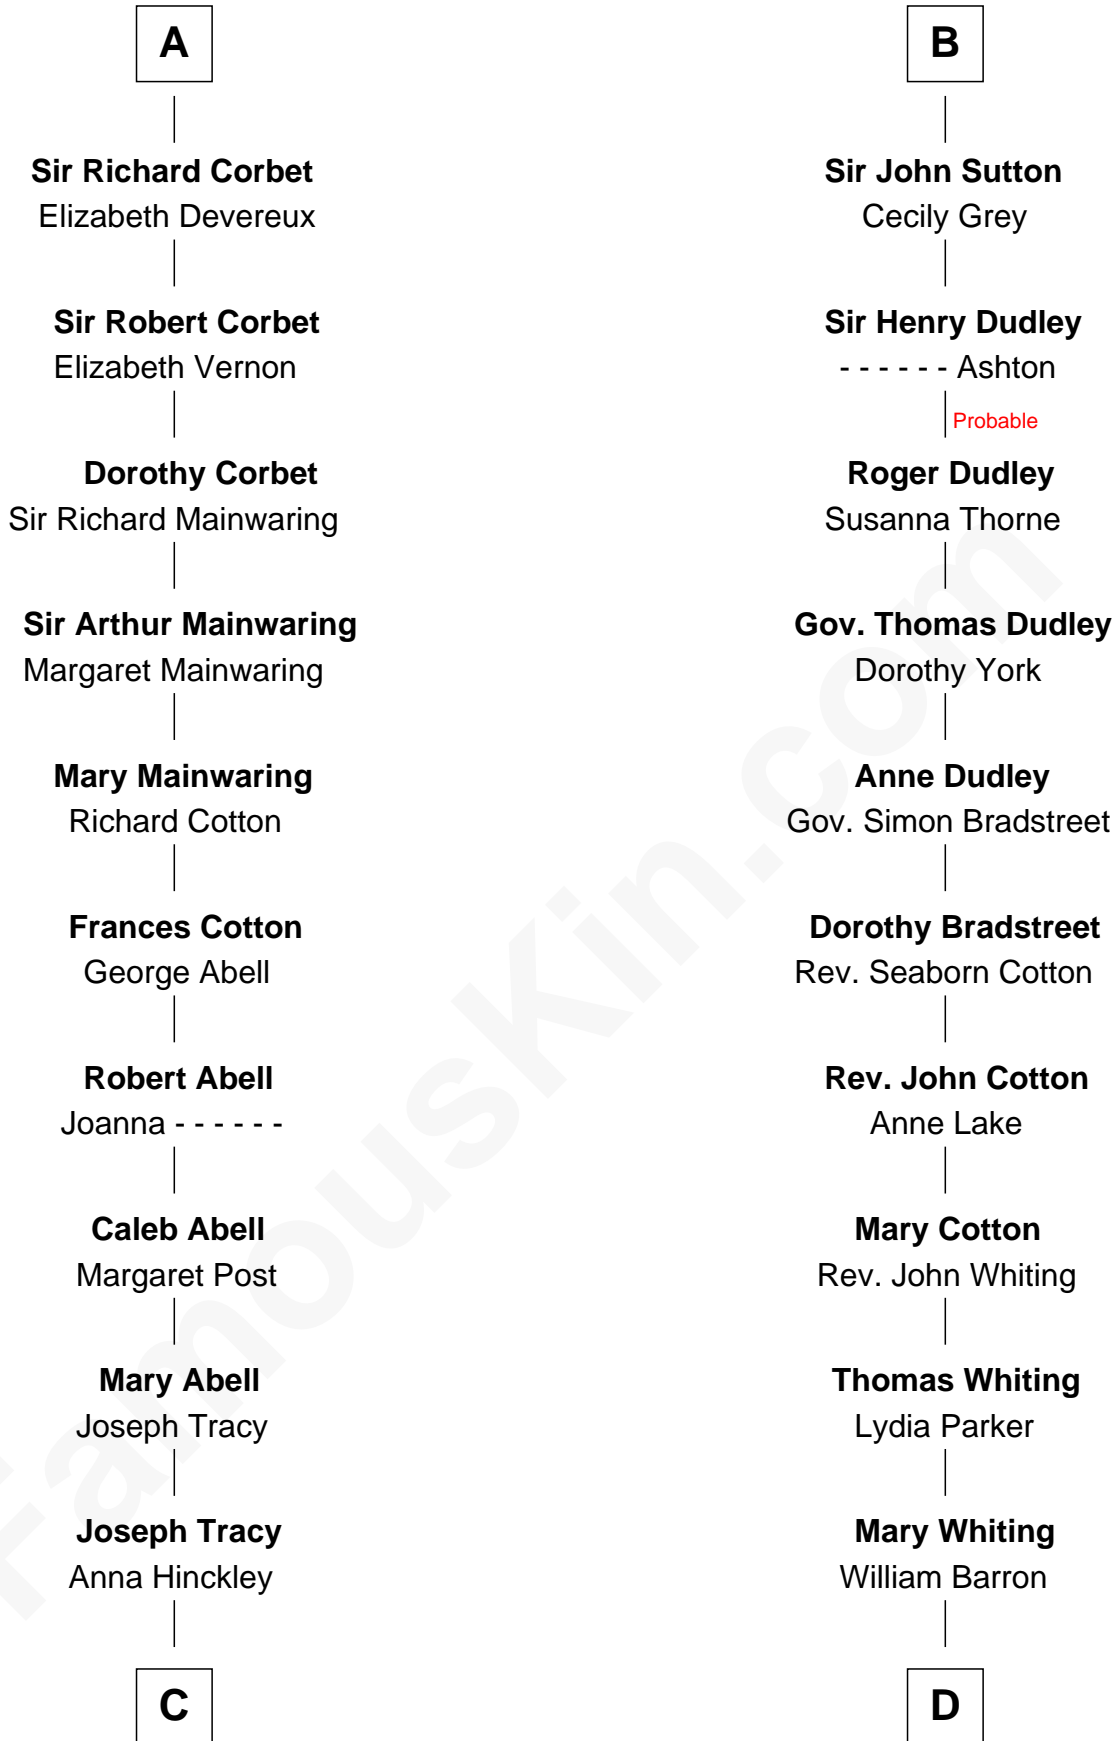 A
Sir Richard Corbet
Elizabeth Devereux
Sir Robert Corbet
Elizabeth Vernon
Dorothy Corbet
Sir Richard Mainwaring
Sir Arthur Mainwaring
Margaret Mainwaring
Mary Mainwaring
Richard Cotton
Frances Cotton
George Abell
Robert Abell
Joanna - - - - - -
Caleb Abell
Margaret Post
Mary Abell
Joseph Tracy
Joseph Tracy
Anna Hinckley
C
B
Sir John Sutton
Cecily Grey
Sir Henry Dudley
- - - - - - Ashton
Probable
Roger Dudley
Susanna Thorne
Gov. Thomas Dudley
Dorothy York
Anne Dudley
Gov. Simon Bradstreet
Dorothy Bradstreet
Rev. Seaborn Cotton
Rev. John Cotton
Anne Lake
Mary Cotton
Rev. John Whiting
Thomas Whiting
Lydia Parker
Mary Whiting
William Barron
D
FamousKin.com